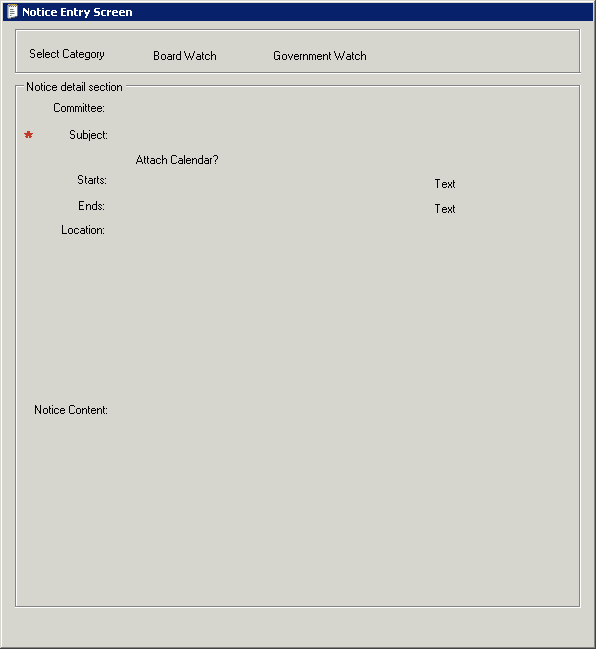 Notice Entry Screen
Select Category Board Watch Government Watch
Notice detail section
Committee:
* Subject:
Attach Calendar?
Starts: Text
Ends: Text
Location:
Notice Content: